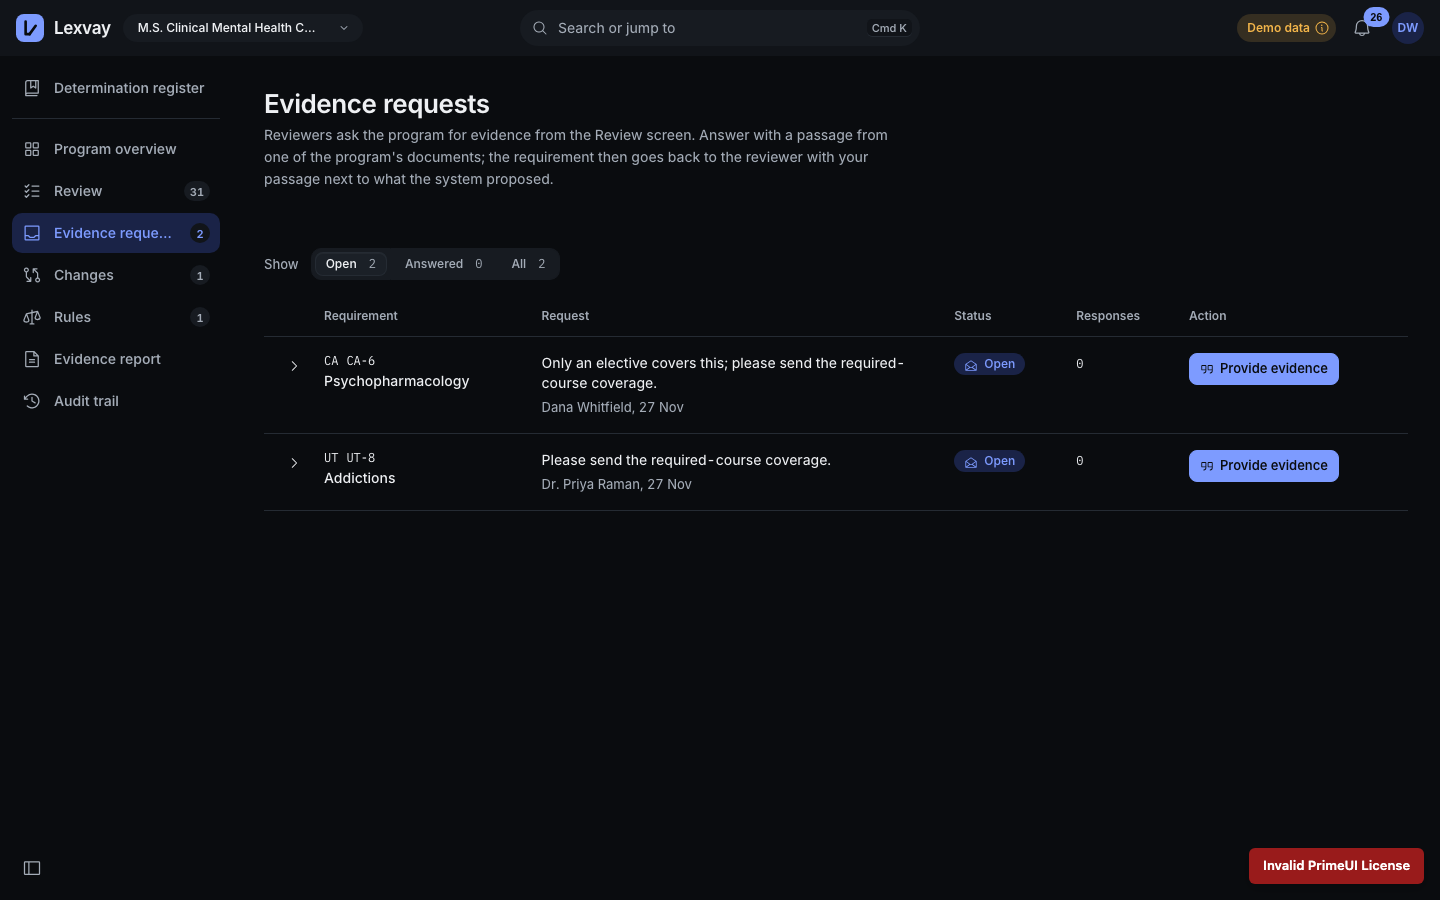 Lexvay
M.S. Clinical Mental Health C...
Search or jump to
Cmd K
Demo data
26
DW
Determination register
Program overview
Review 31
Evidence reque... 2
Changes 1
Rules 1
Evidence report
Audit trail
Evidence requests
Reviewers ask the program for evidence from the Review screen. Answer with a passage from
one of the program's documents; the requirement then goes back to the reviewer with your
passage next to what the system proposed.
Show Open 2 Answered 0 All 2
Requirement Request Status Responses Action
CA CA-6
Psychopharmacology
Only an elective covers this; please send the required-
course coverage.
Dana Whitfield, 27 Nov
Open
0
Provide evidence
UT UT-8
Addictions
Please send the required-course coverage.
Dr. Priya Raman, 27 Nov
Open
0
Provide evidence
Invalid PrimeUI License